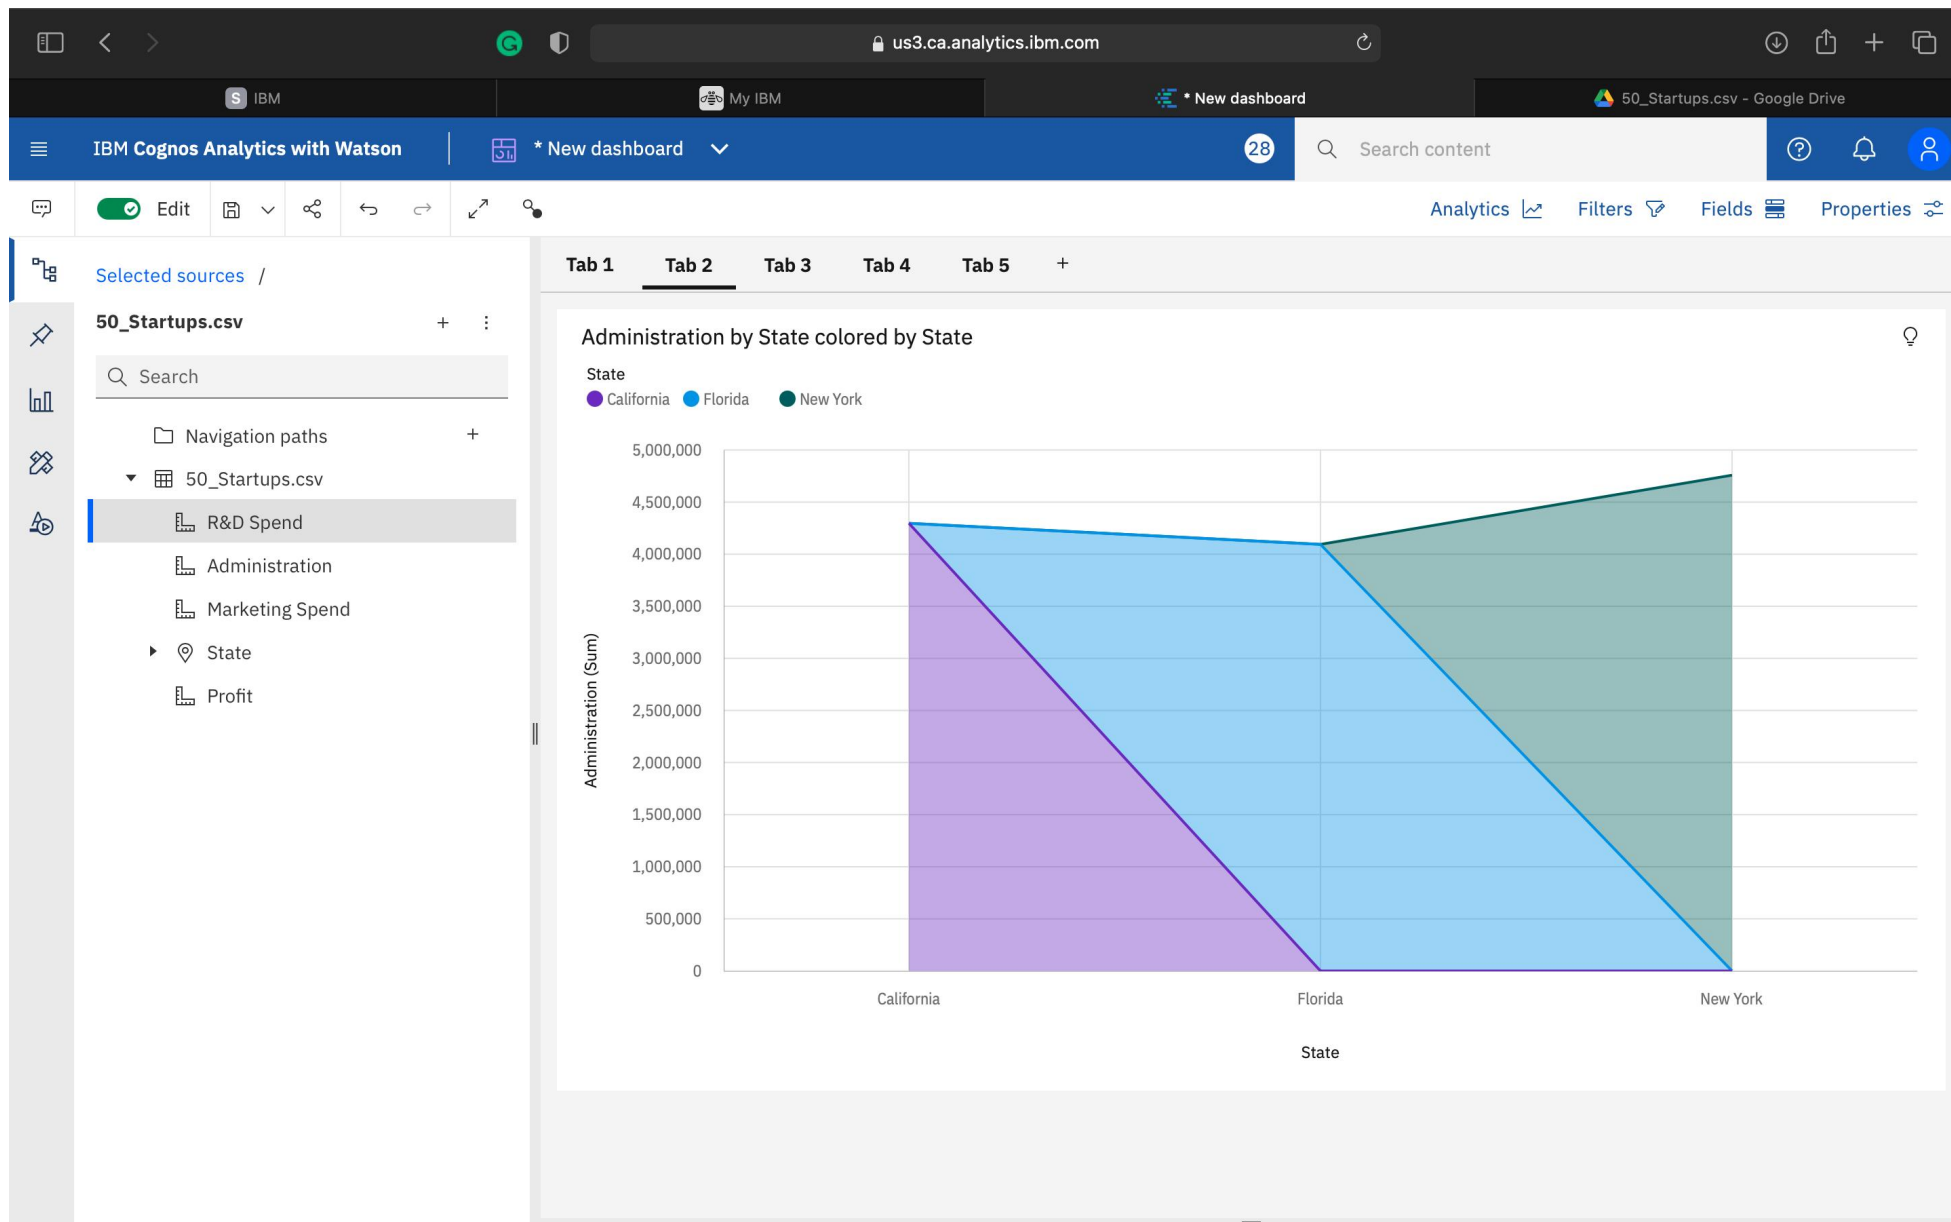 us3.ca.analytics.ibm.com
S IBM
My IBM
* New dashboard
50_Startups.csv - Google Drive
IBM Cognos Analytics with Watson
* New dashboard
28
Search content
Edit
Analytics
Filters
Fields
Properties
Selected sources /
50_Startups.csv
Search
Navigation paths
50_Startups.csv
R&D Spend
Administration
Marketing Spend
State
Profit
Tab 1
Tab 2
Tab 3
Tab 4
Tab 5
Administration by State colored by State
State
California
Florida
New York
5,000,000
4,500,000
4,000,000
3,500,000
3,000,000
2,500,000
2,000,000
1,500,000
1,000,000
500,000
0
Administration (Sum)
California
Florida
New York
State